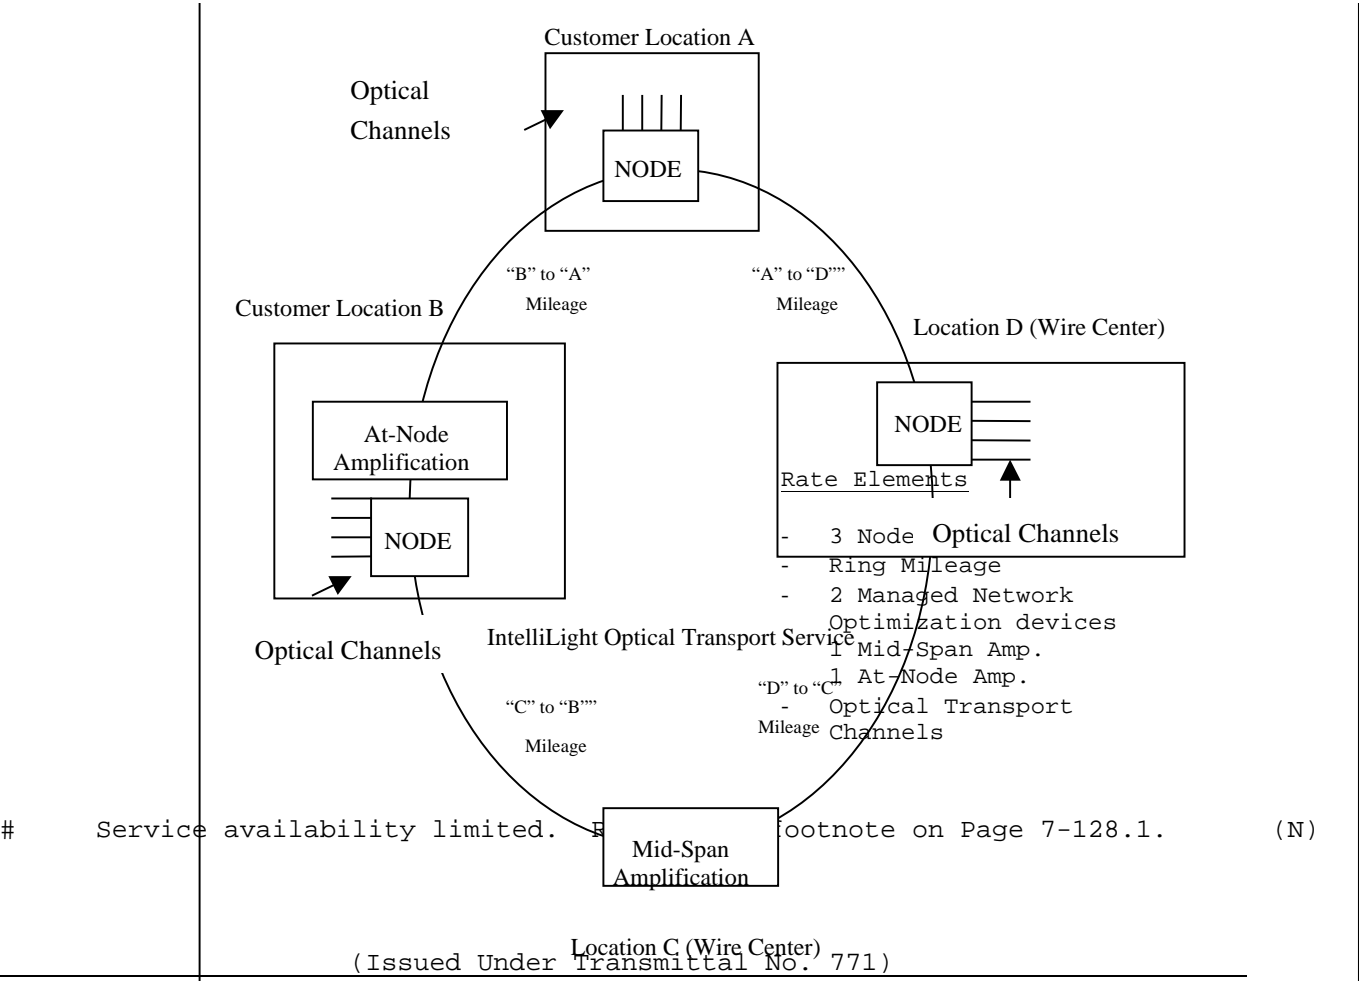 Customer Location A
Optical
Channels
NODE
“B” to “A”
Mileage
“A” to “D””
Mileage
Customer Location B
Location D (Wire Center)
At-Node
Amplification
NODE
NODE
Optical Channels
Rate Elements
- 3 Node
- Ring Mileage
- 2 Managed Network
Optimization devices
1 Mid-Span Amp.
1 At-Node Amp.
- Optical Transport
Channels
Optical Channels
IntelliLight Optical Transport Service
“C” to “B””
Mileage
“D” to “C”
Mileage
# Service availability limited. footnote on Page 7-128.1. (N)
Mid-Span
Amplification
Location C (Wire Center)
(Issued Under Transmittal No. 771)